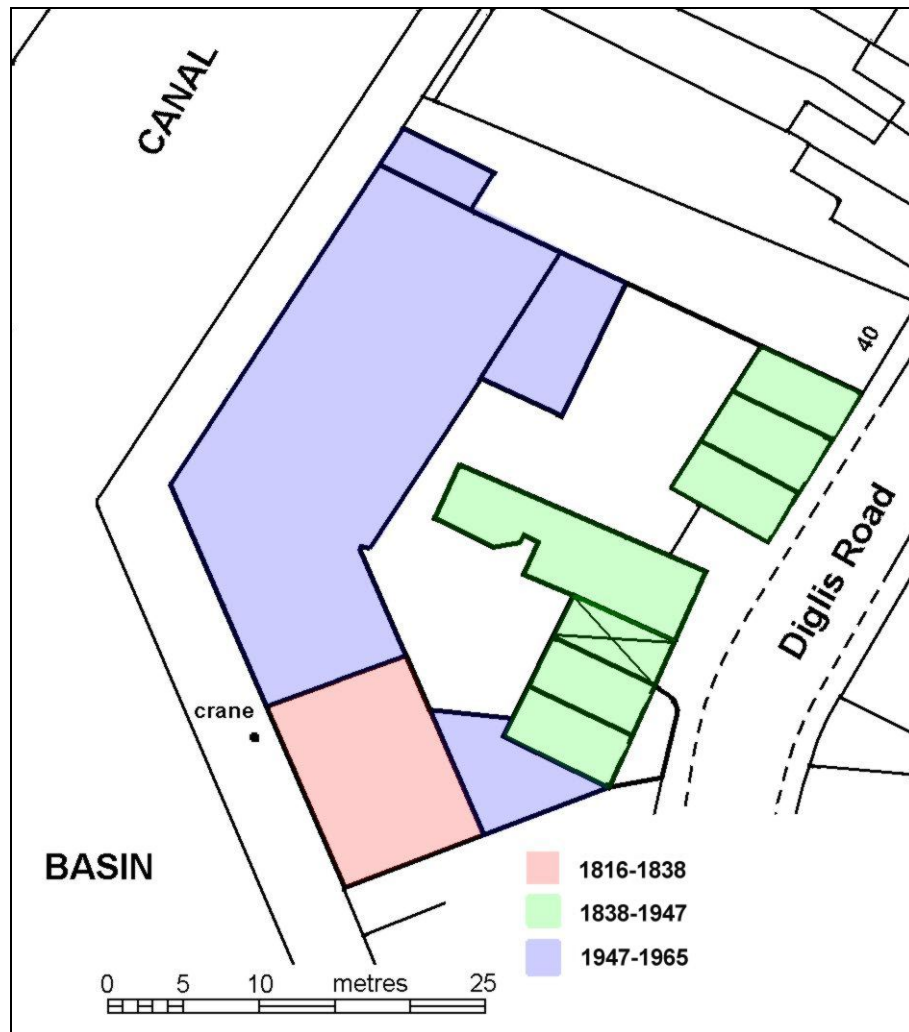 CANAL
40
Diglis Road
crane
BASIN
1816-1838
1838-1947
1947-1965
0 5 10 metres 25